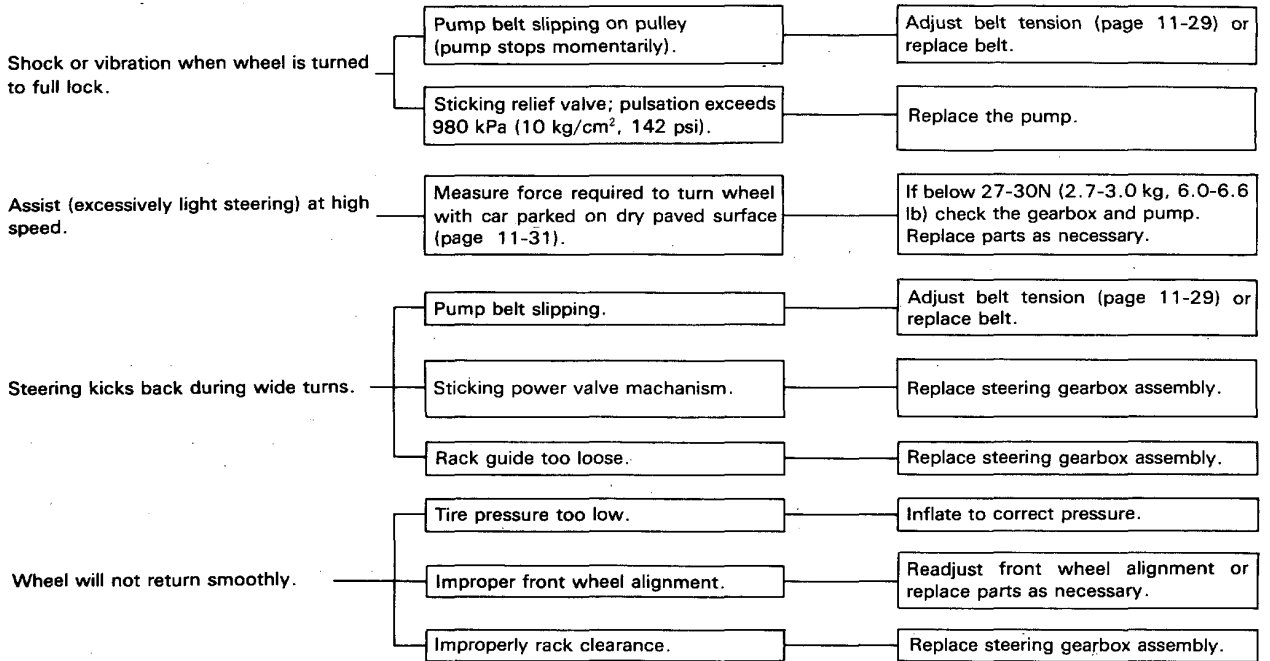 Shock or vibration when wheel is turned
to full lock.
Pump belt slipping on pulley
(pump stops momentarily).
Adjust belt tension (page 11-29) or
replace belt.
Sticking relief valve; pulsation exceeds
980 kPa (10 kg/cm², 142 psi).
Replace the pump.
Assist (excessively light steering) at high
speed.
Measure force required to turn wheel
with car parked on dry paved surface
(page 11-31).
If below 27-30N (2.7-3.0 kg, 6.0-6.6
lb) check the gearbox and pump.
Replace parts as necessary.
Steering kicks back during wide turns.
Pump belt slipping.
Adjust belt tension (page 11-29) or
replace belt.
Sticking power valve machanism.
Replace steering gearbox assembly.
Rack guide too loose.
Replace steering gearbox assembly.
Wheel will not return smoothly.
Tire pressure too low.
Inflate to correct pressure.
Improper front wheel alignment.
Readjust front wheel alignment or
replace parts as necessary.
Improperly rack clearance.
Replace steering gearbox assembly.